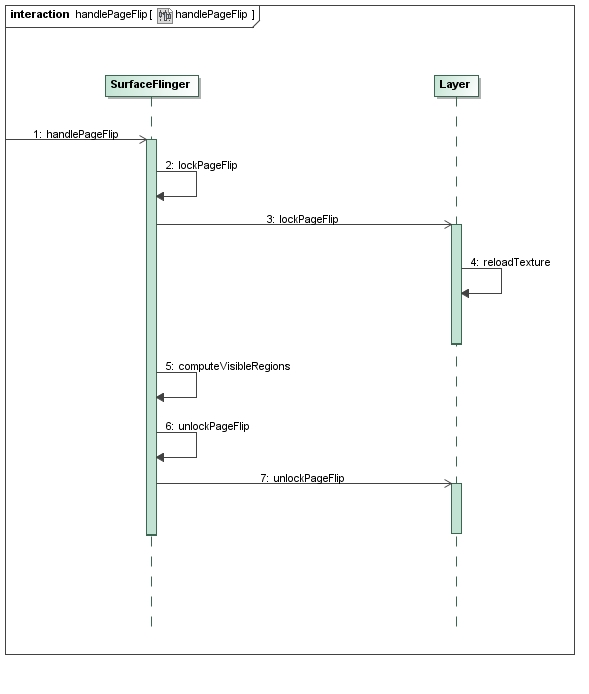 interaction handlePageFlip[ handlePageFlip ]
SurfaceFlinger
Layer
1: handlePageFlip
2: lockPageFlip
3: lockPageFlip
4: reloadTexture
5: computeVisibleRegions
6: unlockPageFlip
7: unlockPageFlip